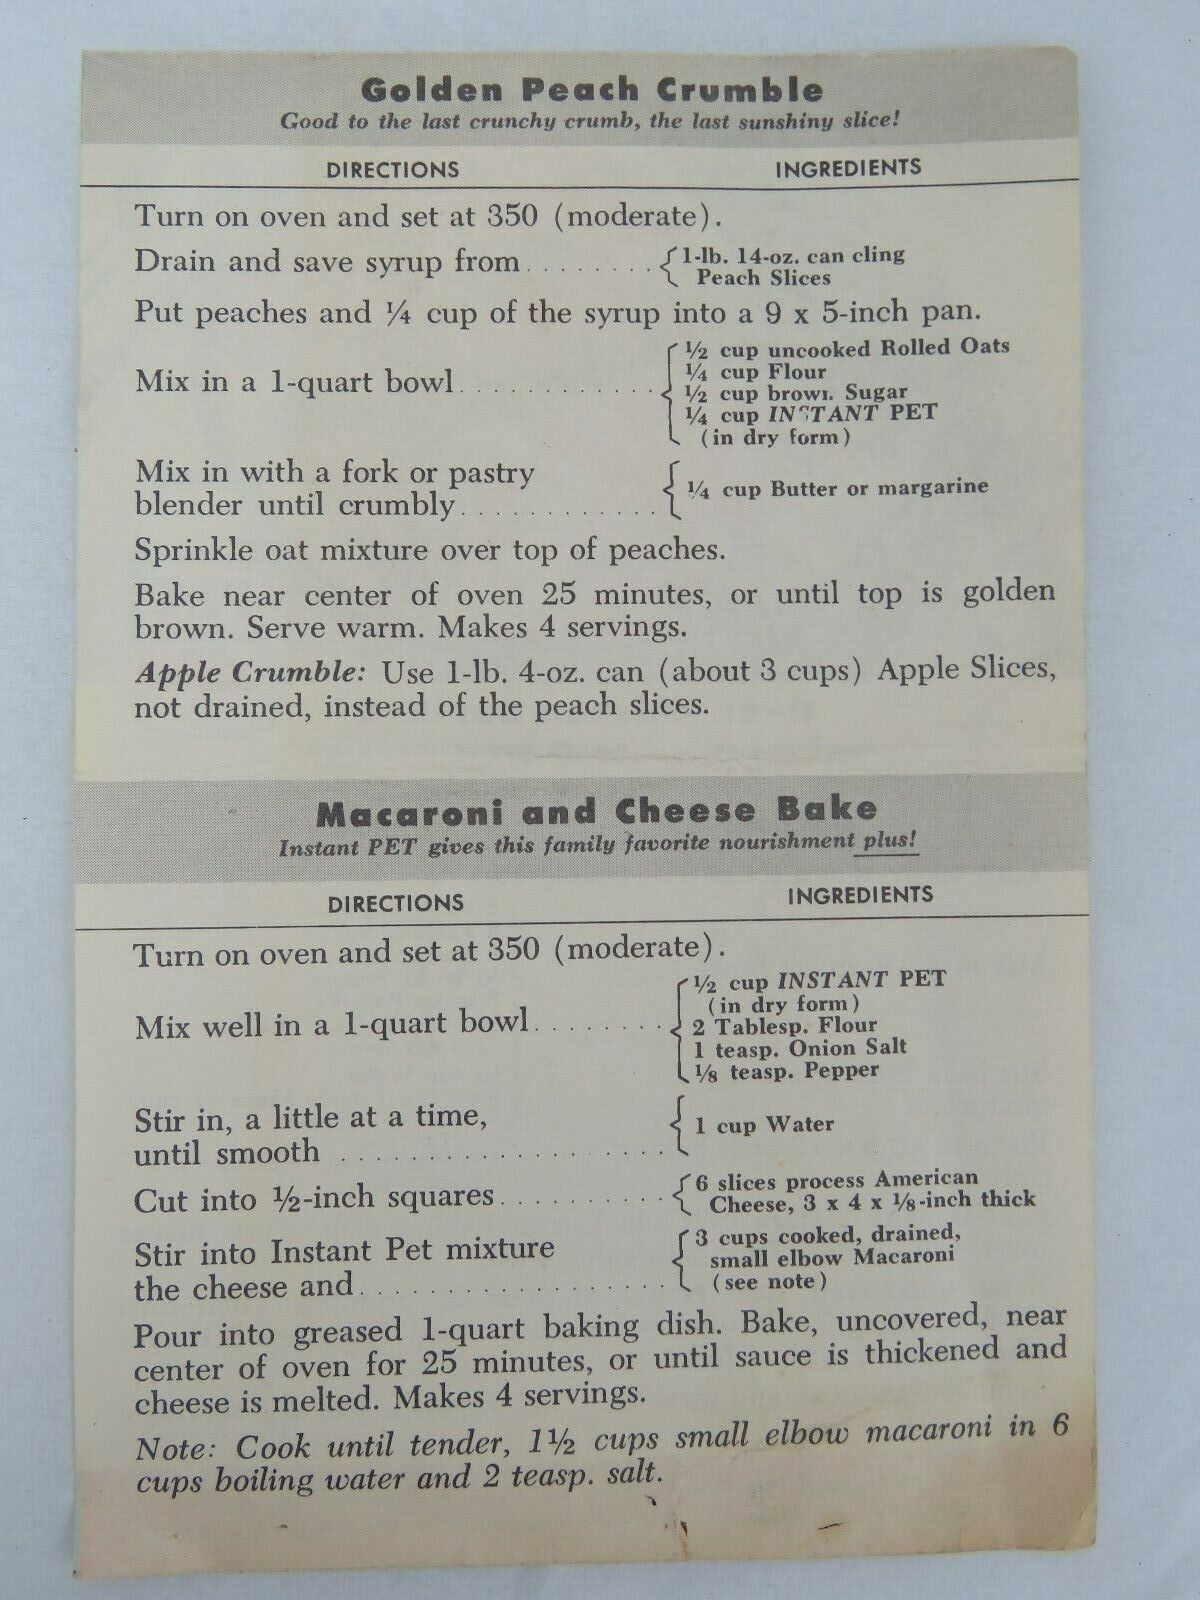 Golden Peach Crumble
Good to the last crunchy crumb, the last sunshiny slice!
DIRECTIONS INGREDIENTS
Turn on oven and set at 350 (moderate).
Drain and save syrup from........ 1-lb. 14-oz. can cling
Peach Slices
Put peaches and ¼ cup of the syrup into a 9 x 5-inch pan.
Mix in a 1-quart bowl............ ½ cup uncooked Rolled Oats
¼ cup Flour
½ cup brown Sugar
¼ cup INSTANT PET
(in dry form)
Mix in with a fork or pastry
blender until crumbly............ ¼ cup Butter or margarine
Sprinkle oat mixture over top of peaches.
Bake near center of oven 25 minutes, or until top is golden
brown. Serve warm. Makes 4 servings.
Apple Crumble: Use 1-lb. 4-oz. can (about 3 cups) Apple Slices,
not drained, instead of the peach slices.
Macaroni and Cheese Bake
Instant PET gives this family favorite nourishment plus!
DIRECTIONS INGREDIENTS
Turn on oven and set at 350 (moderate).
Mix well in a 1-quart bowl........ ½ cup INSTANT PET
(in dry form)
2 Tablesp. Flour
1 teasp. Onion Salt
⅛ teasp. Pepper
Stir in, a little at a time,
until smooth .................... 1 cup Water
Cut into ½-inch squares.......... 6 slices process American
Cheese, 3 x 4 x ⅛-inch thick
Stir into Instant Pet mixture
the cheese and................... 3 cups cooked, drained,
small elbow Macaroni
(see note)
Pour into greased 1-quart baking dish. Bake, uncovered, near
center of oven for 25 minutes, or until sauce is thickened and
cheese is melted. Makes 4 servings.
Note: Cook until tender, 1½ cups small elbow macaroni in 6
cups boiling water and 2 teasp. salt.